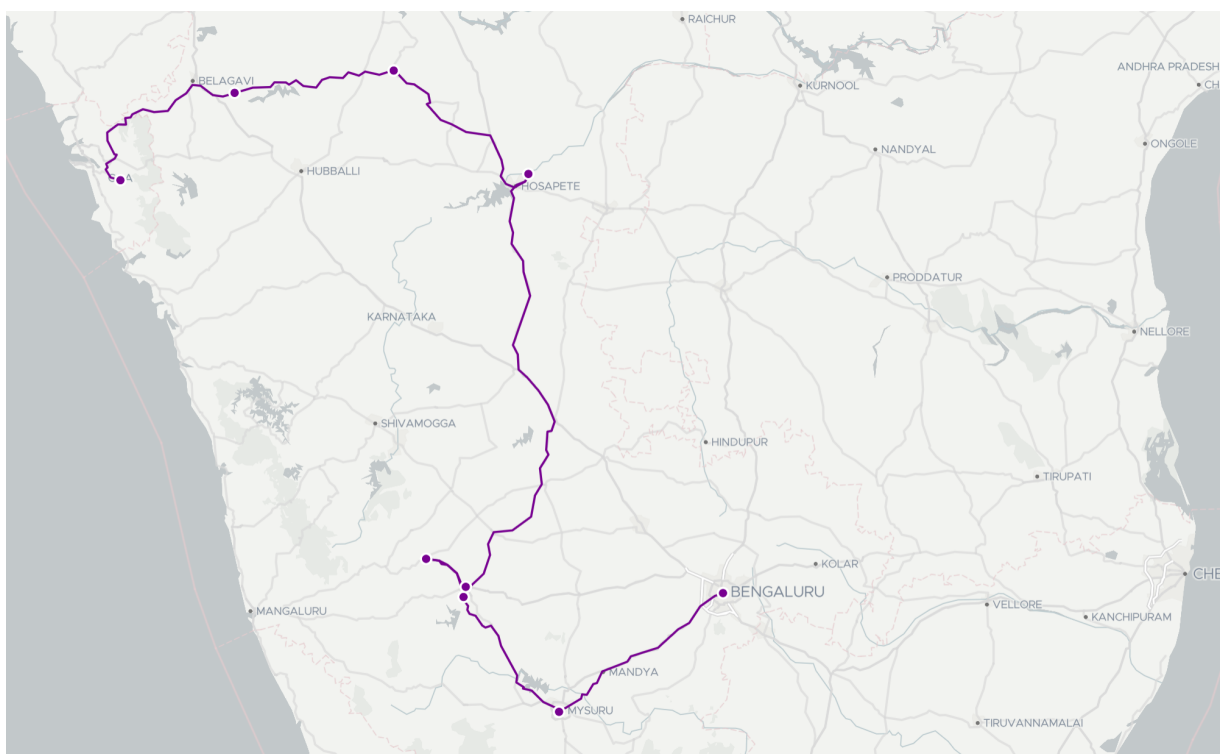 RAICHUR
ANDHRA PRADESH
BELAGAVI
KURNOOL
CH
ONGOLE
NANDYAL
HUBBALLI
HOSAPETE
PRODDATUR
KARNATAKA
NELLORE
SHIVAMOGGA
HINDUPUR
TIRUPATI
KOLAR
CHE
BENGALURU
MANGALURU
VELLORE
KANCHIPURAM
MANDYA
MYSURU
TIRUVANNAMALAI